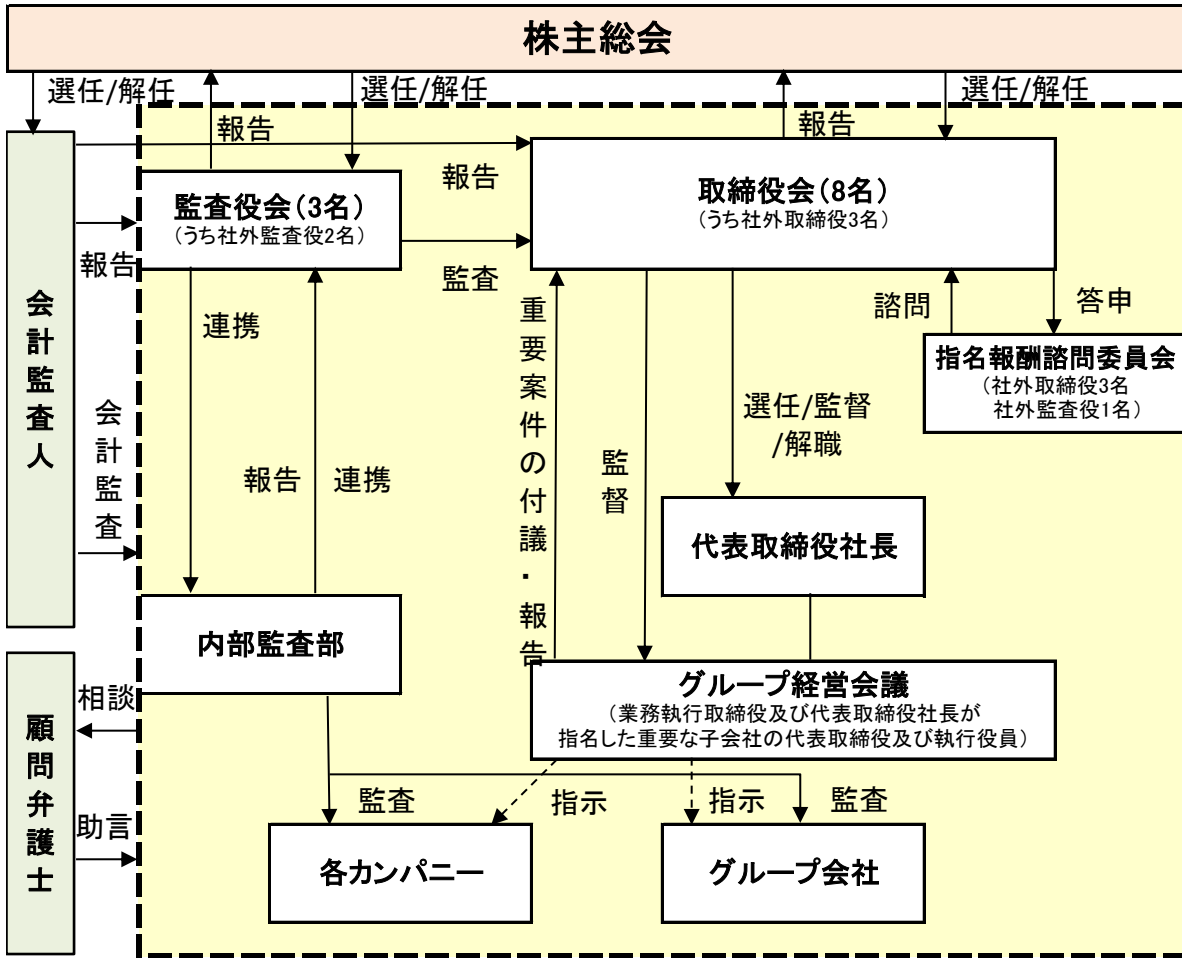 株主総会
選任/解任
選任/解任
選任/解任
報告
報告
報告
監査役会(3名)
(うち社外監査役2名)
取締役会(8名)
(うち社外取締役3名)
報告
監査
会計監査人
連携
重要案件の付議・報告
諮問
答申
指名報酬諮問委員会
(社外取締役3名
社外監査役1名)
会計監査
報告
連携
監督
選任/監督
/解職
代表取締役社長
内部監査部
グループ経営会議
(業務執行取締役及び代表取締役社長が
指名した重要な子会社の代表取締役及び執行役員)
相談
顧問弁護士
助言
監査
指示
指示
監査
各カンパニー
グループ会社